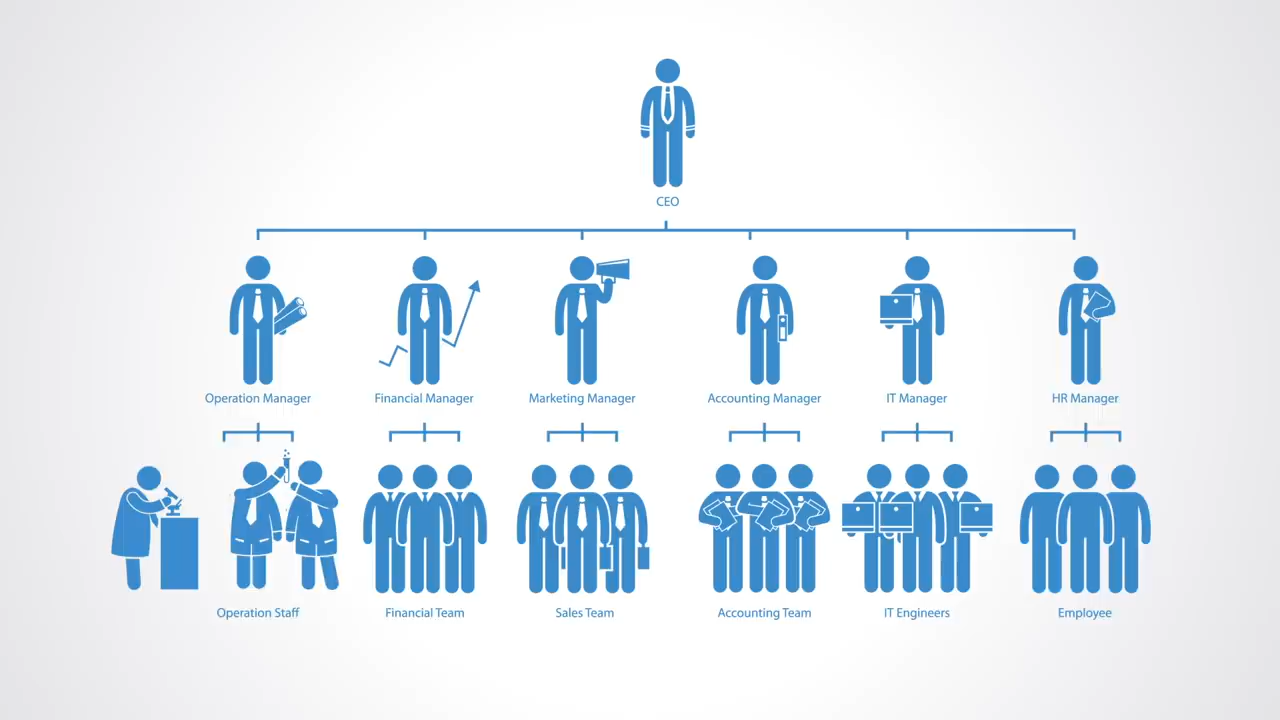 CEO
Operation Manager
Financial Manager
Marketing Manager
Accounting Manager
IT Manager
HR Manager
Operation Staff
Financial Team
Sales Team
Accounting Team
IT Engineers
Employee